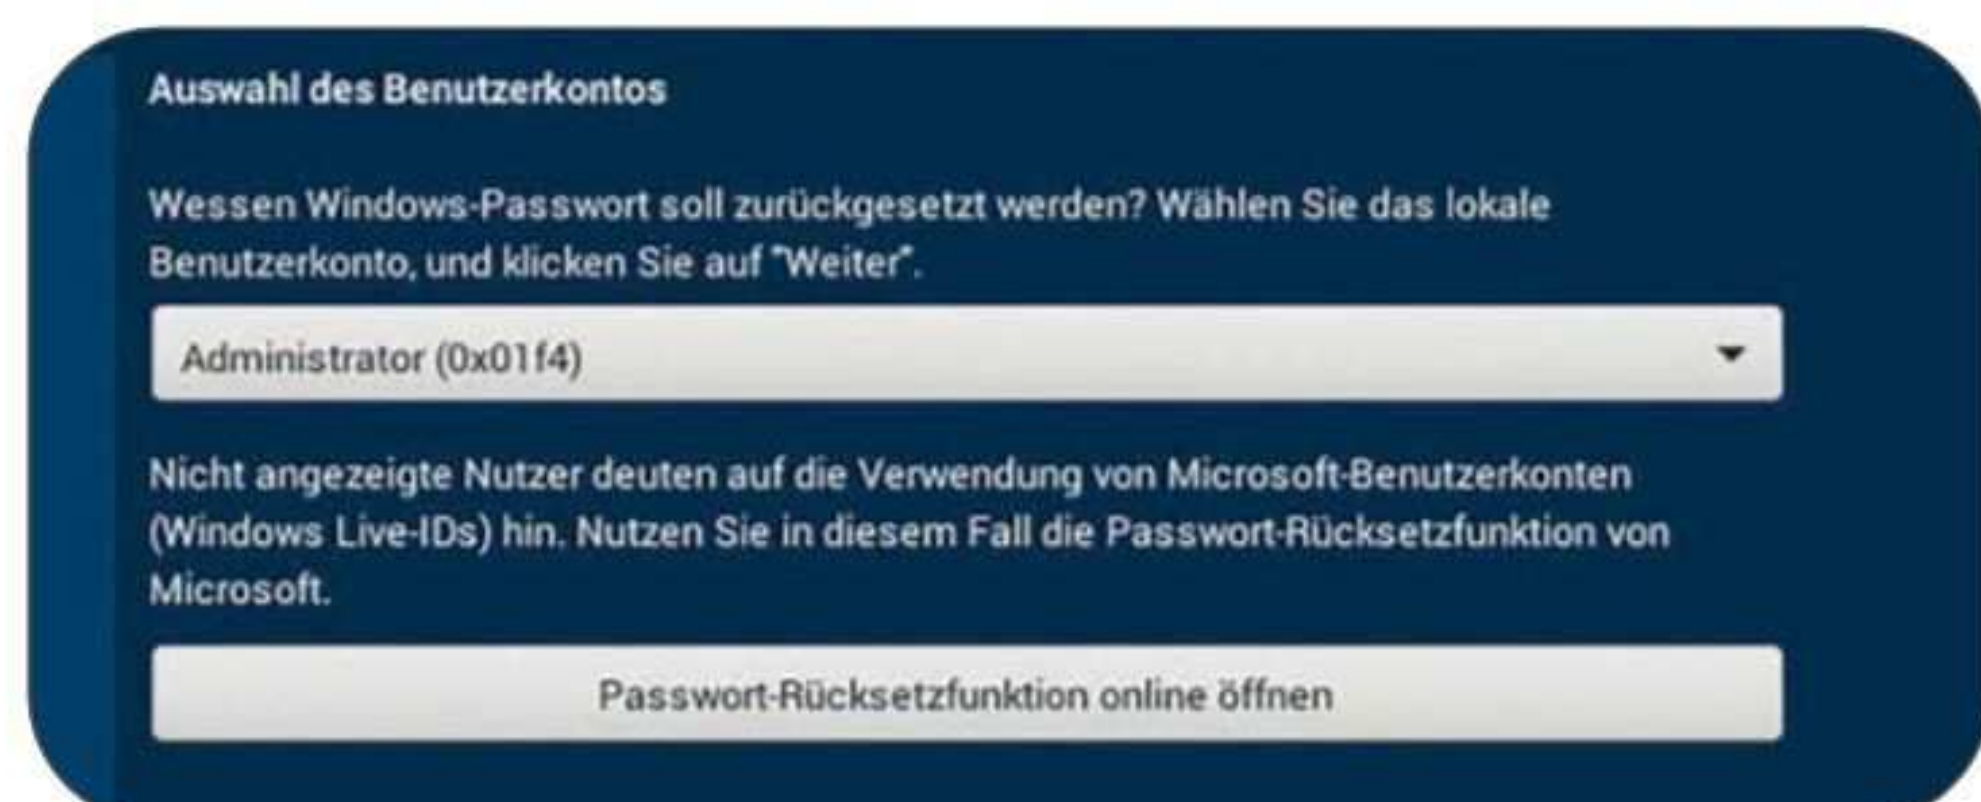 Auswahl des Benutzerkontos
Wessen Windows-Passwort soll zurückgesetzt werden? Wählen Sie das lokale
Benutzerkonto, und klicken Sie auf "Weiter".
Administrator (0x01f4)
Nicht angezeigte Nutzer deuten auf die Verwendung von Microsoft-Benutzerkonten
(Windows Live-IDs) hin. Nutzen Sie in diesem Fall die Passwort-Rücksetzfunktion von
Microsoft.
Passwort-Rücksetzfunktion online öffnen